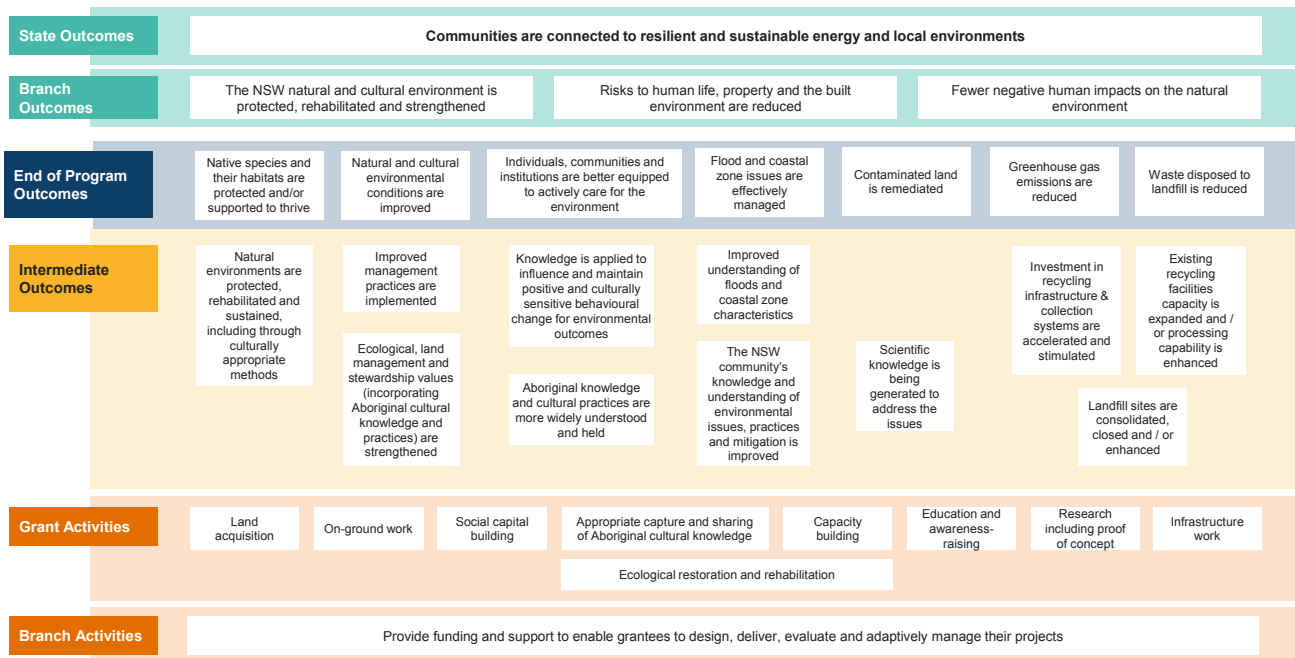 State Outcomes
Communities are connected to resilient and sustainable energy and local environments
Branch
Outcomes
The NSW natural and cultural environment is
protected, rehabilitated and strengthened
Risks to human life, property and the built
environment are reduced
Fewer negative human impacts on the natural
environment
End of Program
Outcomes
Native species and
their habitats are
protected and/or
supported to thrive
Natural and cultural
environmental
conditions are
improved
Individuals, communities and
institutions are better equipped
to actively care for the
environment
Flood and coastal
zone issues are
effectively
managed
Contaminated land
is remediated
Greenhouse gas
emissions are
reduced
Waste disposed to
landfill is reduced
Intermediate
Outcomes
Natural
environments are
protected,
rehabilitated and
sustained,
including through
culturally
appropriate
methods
Improved
management
practices are
implemented
Ecological, land
management and
stewardship values
(incorporating
Aboriginal cultural
knowledge and
practices) are
strengthened
Knowledge is applied to
influence and maintain
positive and culturally
sensitive behavioural
change for environmental
outcomes
Aboriginal knowledge
and cultural practices are
more widely understood
and held
Improved
understanding of
floods and
coastal zone
characteristics
The NSW
community’s
knowledge and
understanding of
environmental
issues, practices
and mitigation is
improved
Scientific
knowledge is
being
generated to
address the
issues
Investment in
recycling
infrastructure &
collection
systems are
accelerated and
stimulated
Existing
recycling
facilities
capacity is
expanded and /
or processing
capability is
enhanced
Landfill sites are
consolidated,
closed and / or
enhanced
Grant Activities
Land
acquisition
On-ground work
Social capital
building
Appropriate capture and sharing
of Aboriginal cultural knowledge
Capacity
building
Education and
awareness-
raising
Research
including proof
of concept
Infrastructure
work
Ecological restoration and rehabilitation
Branch Activities
Provide funding and support to enable grantees to design, deliver, evaluate and adaptively manage their projects